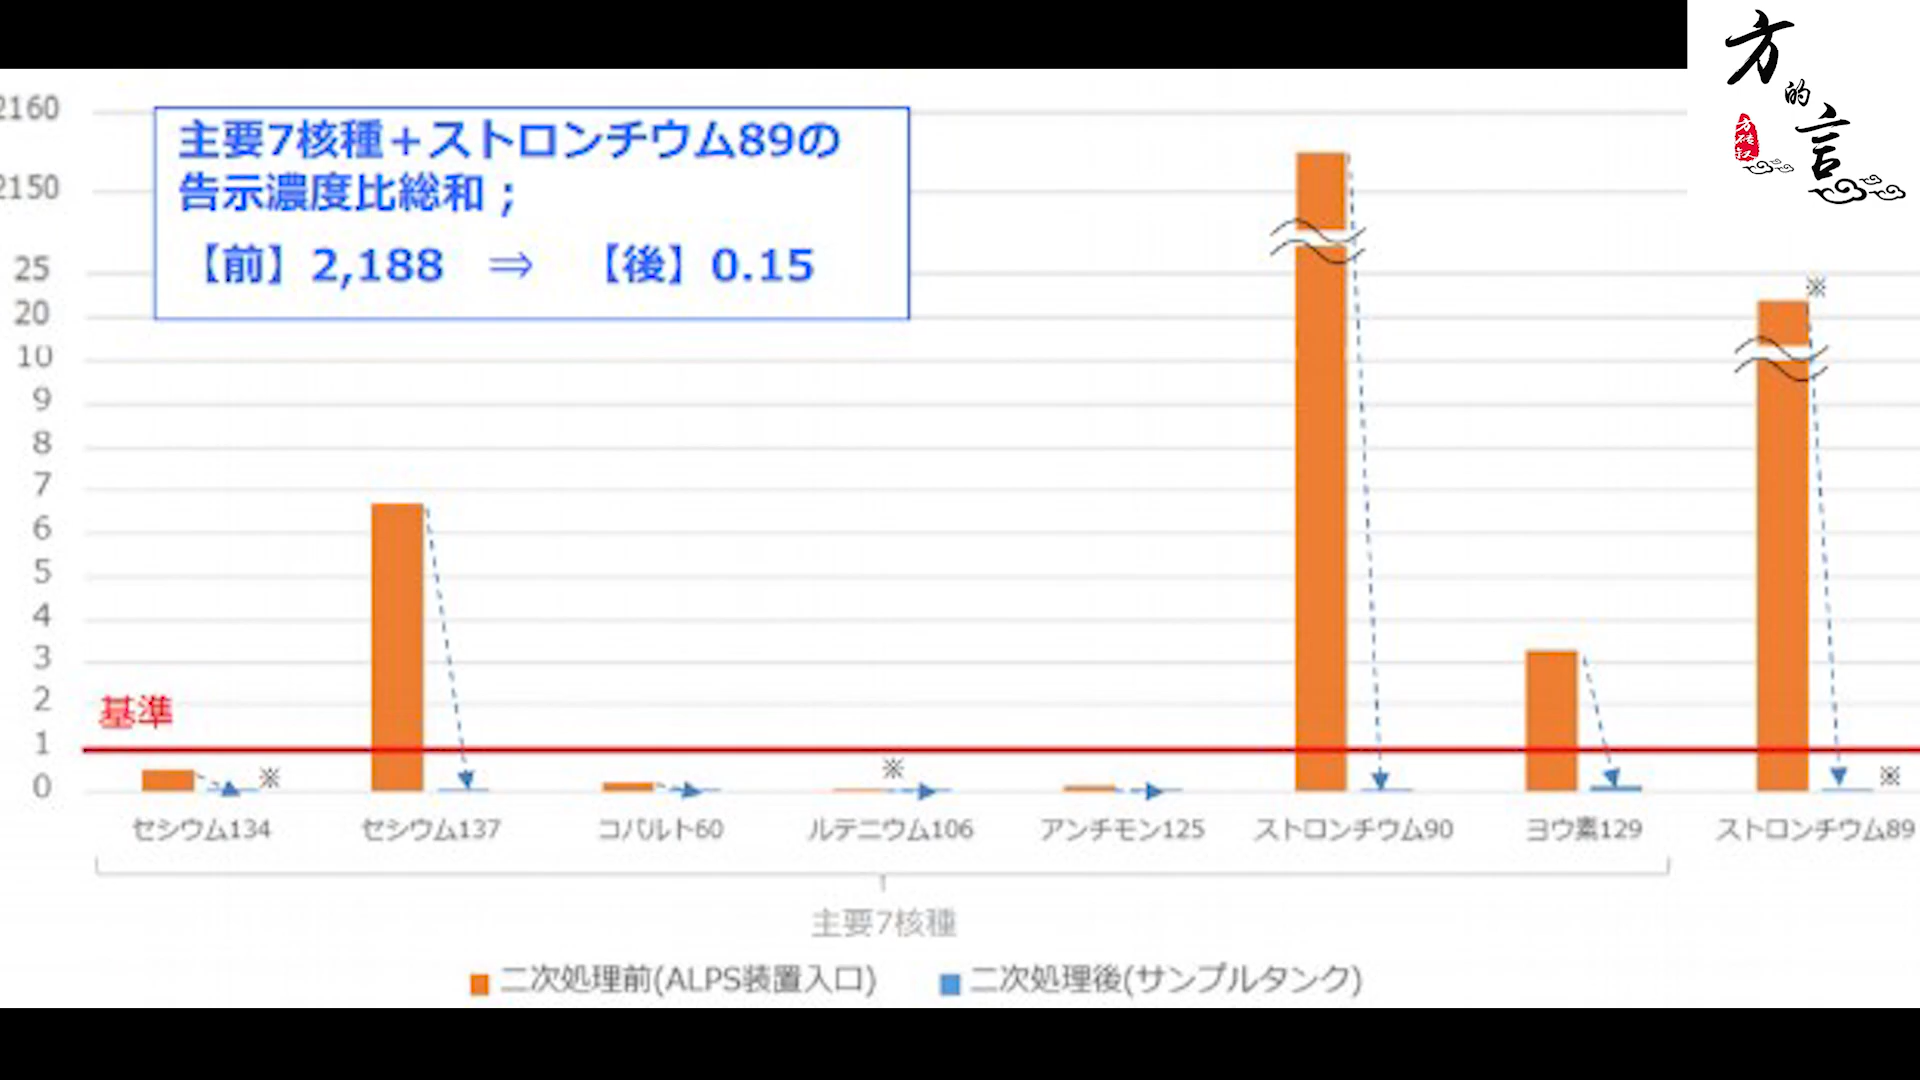 方的言
方砖叙
2160
主要7核種＋ストロンチウム89の
告示濃度比総和；
【前】2,188 ⇒ 【後】0.15
2150
25
※
20
10
9
8
7
6
5
4
3
2
基準
1
※
※
※
0
セシウム134 セシウム137 コバルト60 ルテニウム106 アンチモン125 ストロンチウム90 ヨウ素129 ストロンチウム89
主要7核種
二次処理前(ALPS装置入口) 二次処理後(サンプルタンク)